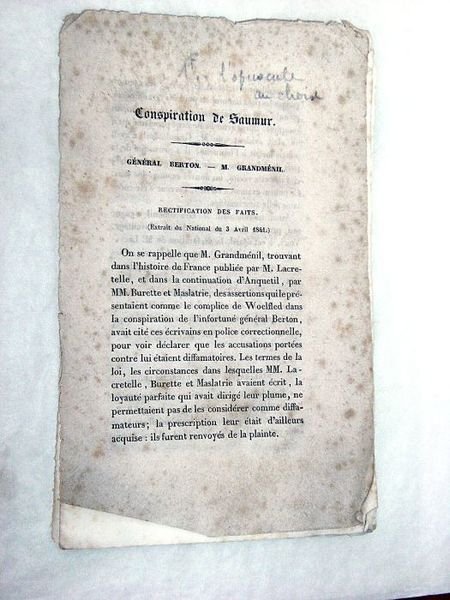 1F. l'opuscule
au choix
Conspiration de Saumur.
GÉNÉRAL BERTON. — M. GRANDMÉNIL.
RECTIFICATION DES FAITS.
(Extrait du National du 3 Avril 1841.)
On se rappelle que M. Grandménil, trouvant
dans l'histoire de France publiée par M. Lacre-
telle, et dans la continuation d'Anquetil, par
MM. Burette et Maslatrie, des assertions qui le pré-
sentaient comme le complice de Woelfled dans
la conspiration de l'infortuné général Berton,
avait cité ces écrivains en police correctionnelle,
pour voir déclarer que les accusations portées
contre lui étaient diffamatoires. Les termes de la
loi, les circonstances dans lesquelles MM. La-
cretelle, Burette et Maslatrie avaient écrit, la
loyauté parfaite qui avait dirigé leur plume, ne
permettaient pas de les considérer comme diffa-
mateurs; la prescription leur était d'ailleurs
acquise : ils furent renvoyés de la plainte.